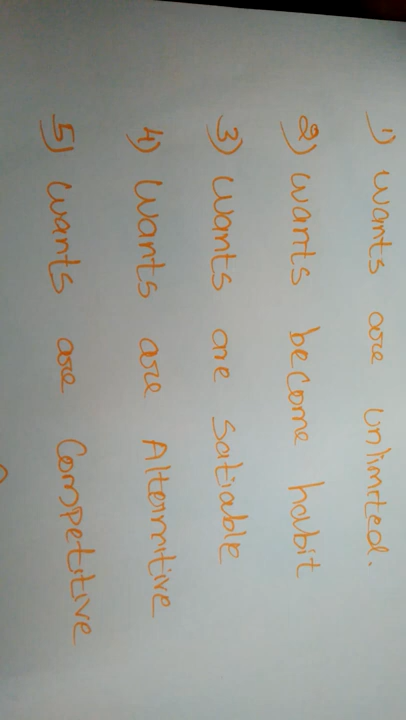 1) Wants are unlimited.
2) Wants become habit
3) Wants are Satiable
4) Wants are Alternitive
5) Wants are Competitive